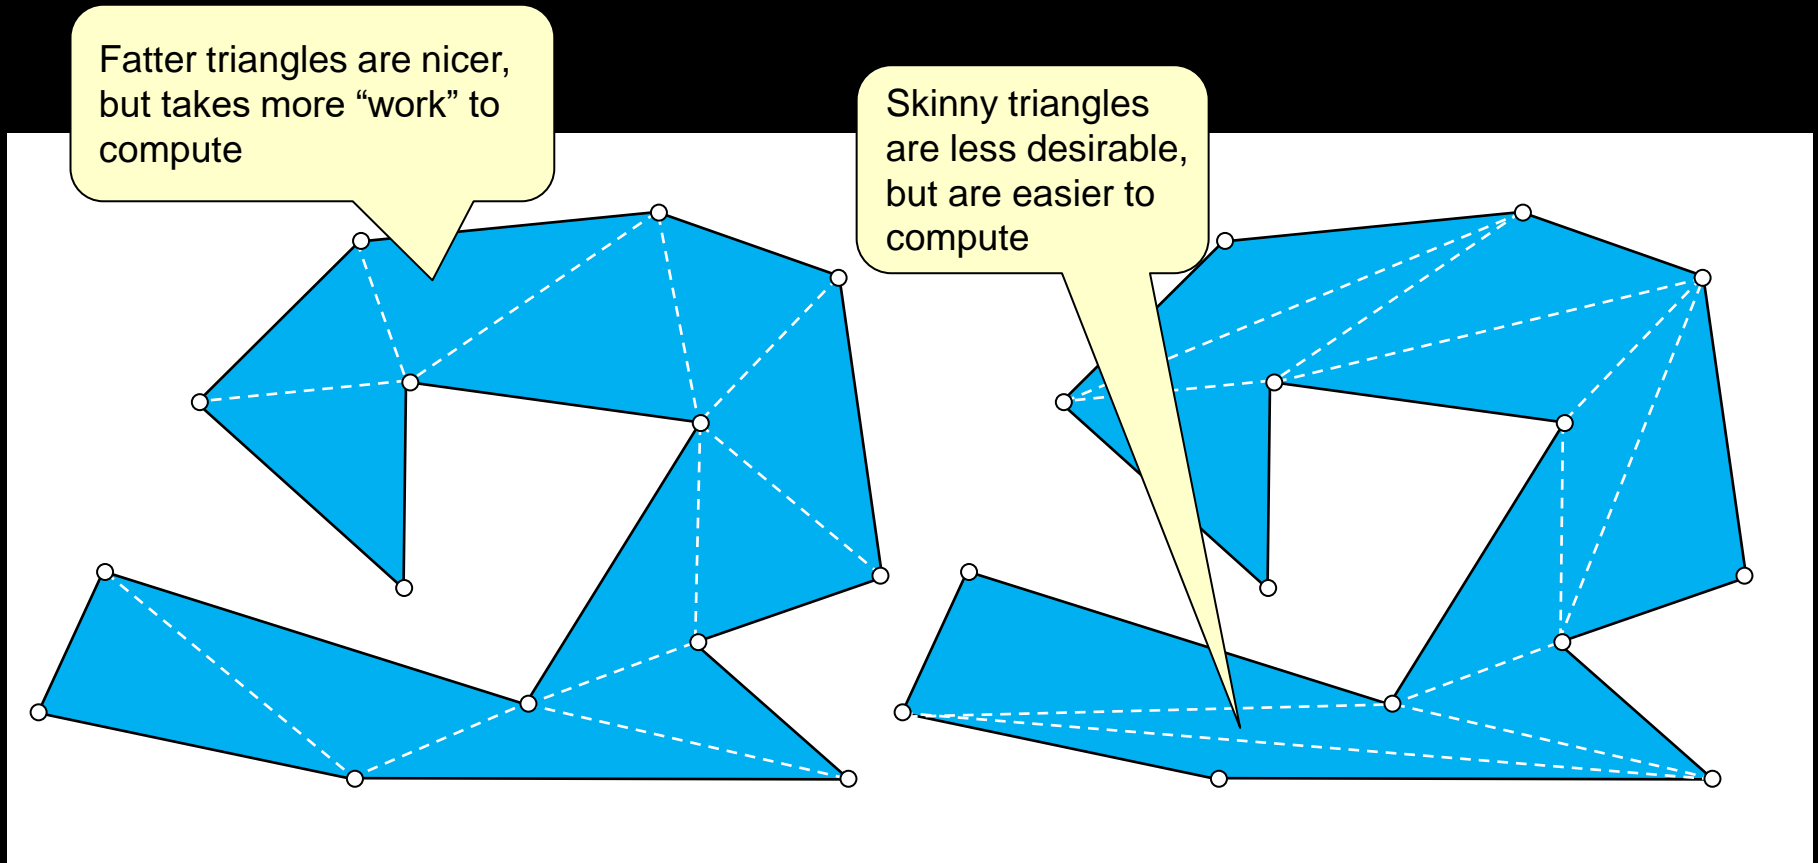 Fatter triangles are nicer,
but takes more “work” to
compute
Skinny triangles
are less desirable,
but are easier to
compute